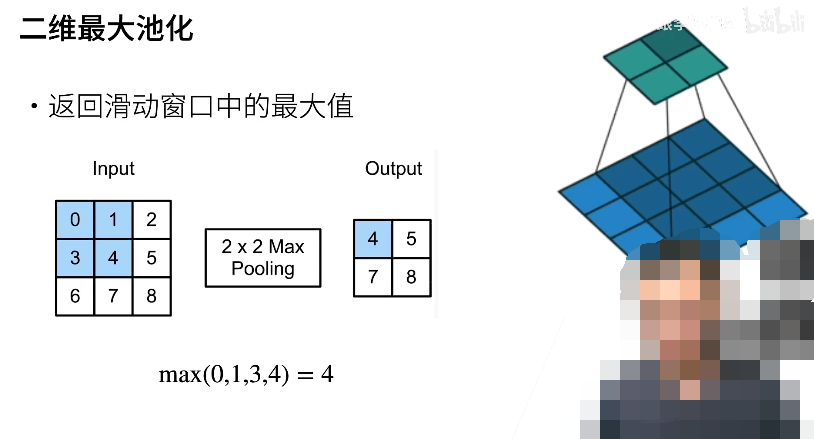 二维最大池化
• 返回滑动窗口中的最大值
Input
Output
0 1 2
3 4 5
6 7 8
2 x 2 Max
Pooling
4 5
7 8
max(0,1,3,4) = 4
bilibili